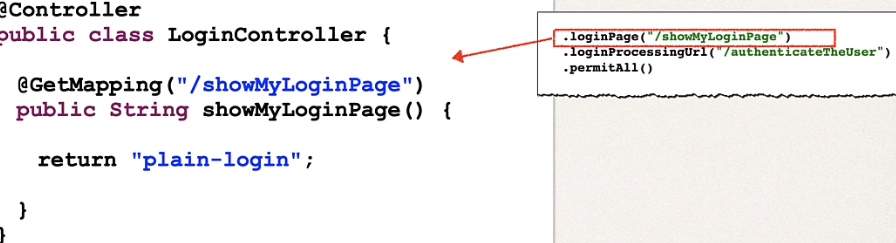 @Controller
public class LoginController {
@GetMapping("/showMyLoginPage")
public String showMyLoginPage() {
return "plain-login";
}
}
.loginPage("/showMyLoginPage")
.loginProcessingUrl("/authenticateTheUser")
.permitAll()